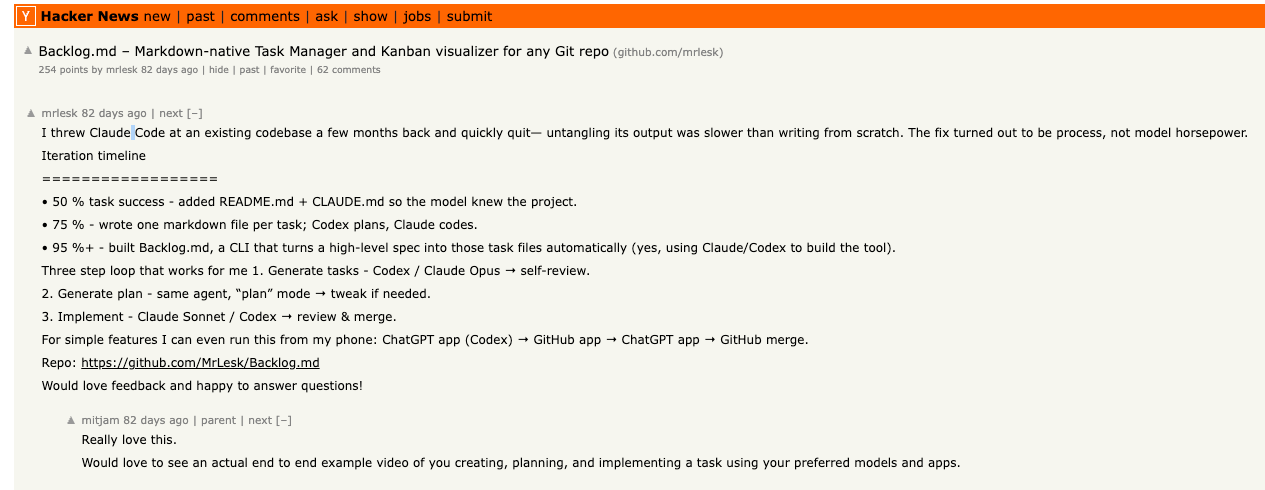 Y Hacker News new | past | comments | ask | show | jobs | submit
▲ Backlog.md – Markdown-native Task Manager and Kanban visualizer for any Git repo (github.com/mrlesk)
254 points by mrlesk 82 days ago | hide | past | favorite | 62 comments
▲ mrlesk 82 days ago | next [–]
I threw Claude Code at an existing codebase a few months back and quickly quit— untangling its output was slower than writing from scratch. The fix turned out to be process, not model horsepower.
Iteration timeline
==================
• 50 % task success - added README.md + CLAUDE.md so the model knew the project.
• 75 % - wrote one markdown file per task; Codex plans, Claude codes.
• 95 %+ - built Backlog.md, a CLI that turns a high-level spec into those task files automatically (yes, using Claude/Codex to build the tool).
Three step loop that works for me 1. Generate tasks - Codex / Claude Opus → self-review.
2. Generate plan - same agent, “plan” mode → tweak if needed.
3. Implement - Claude Sonnet / Codex → review & merge.
For simple features I can even run this from my phone: ChatGPT app (Codex) → GitHub app → ChatGPT app → GitHub merge.
Repo: https://github.com/MrLesk/Backlog.md
Would love feedback and happy to answer questions!
▲ mitjam 82 days ago | parent | next [–]
Really love this.
Would love to see an actual end to end example video of you creating, planning, and implementing a task using your preferred models and apps.